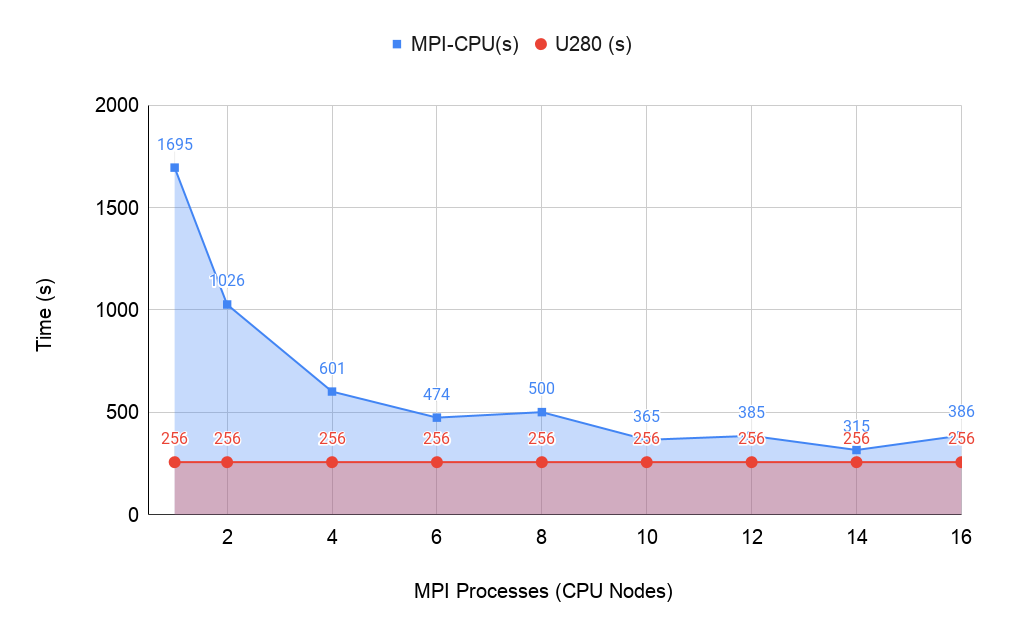 MPI-CPU(s) U280 (s)
2000
1500
1000
500
0
Time (s)
1695
1026
601
474
500
365
385
315
386
256 256 256 256 256 256 256 256 256
2 4 6 8 10 12 14 16
MPI Processes (CPU Nodes)